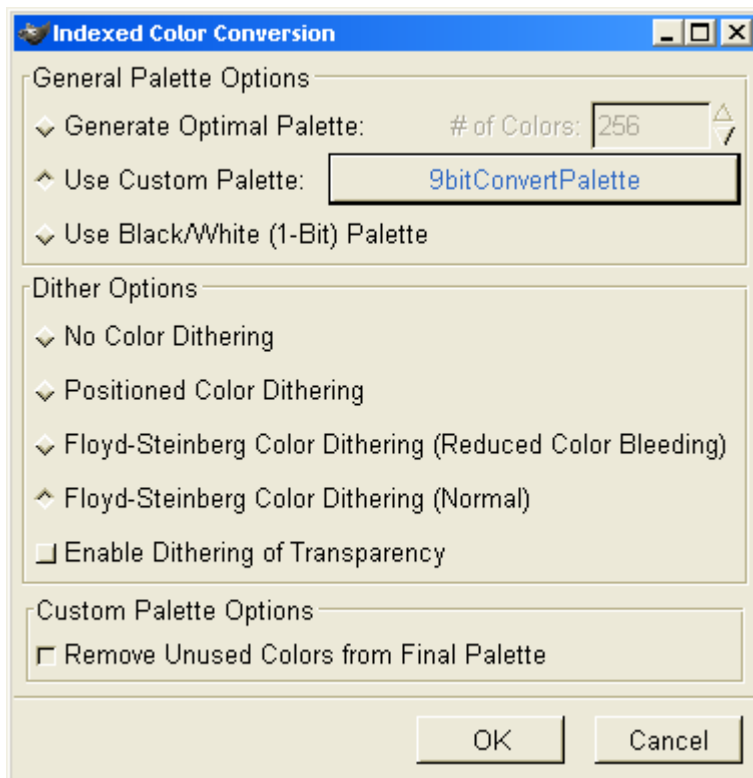 Indexed Color Conversion
General Palette Options
Generate Optimal Palette: # of Colors: 256
Use Custom Palette: 9bitConvertPalette
Use Black/White (1-Bit) Palette
Dither Options
No Color Dithering
Positioned Color Dithering
Floyd-Steinberg Color Dithering (Reduced Color Bleeding)
Floyd-Steinberg Color Dithering (Normal)
Enable Dithering of Transparency
Custom Palette Options
Remove Unused Colors from Final Palette
OK Cancel